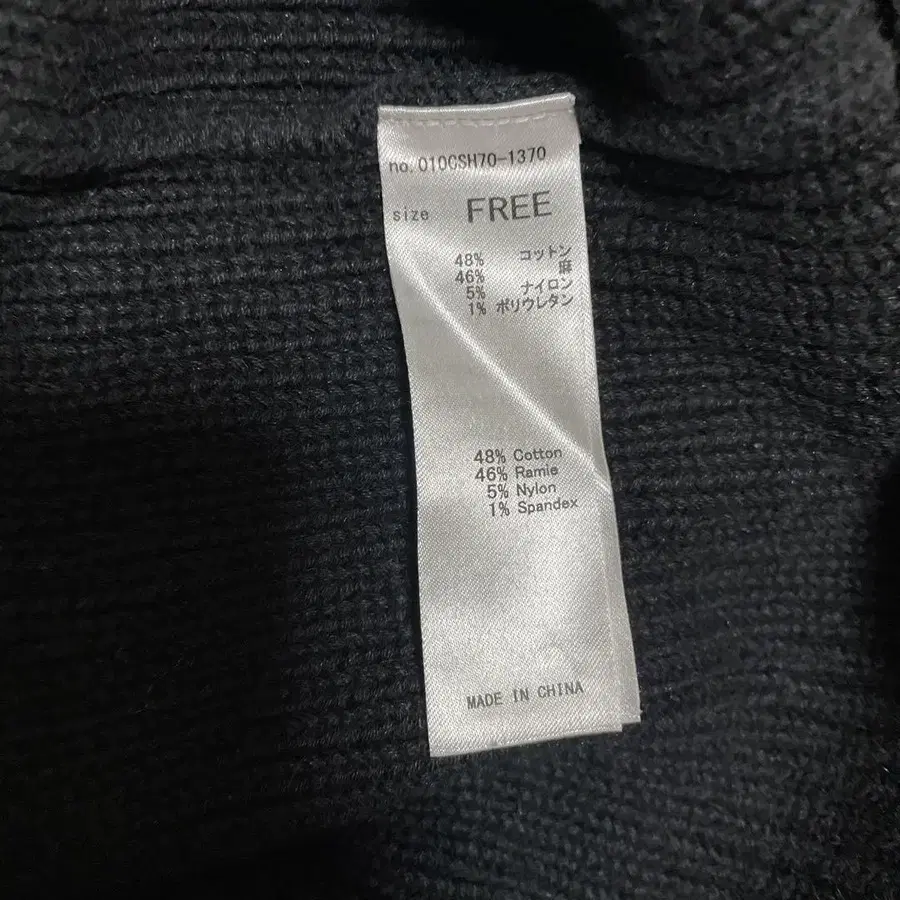 no. 010CSH70-1370
size FREE
48% コットン
46% 麻
5% ナイロン
1% ポリウレタン
48% Cotton
46% Ramie
5% Nylon
1% Spandex
MADE IN CHINA